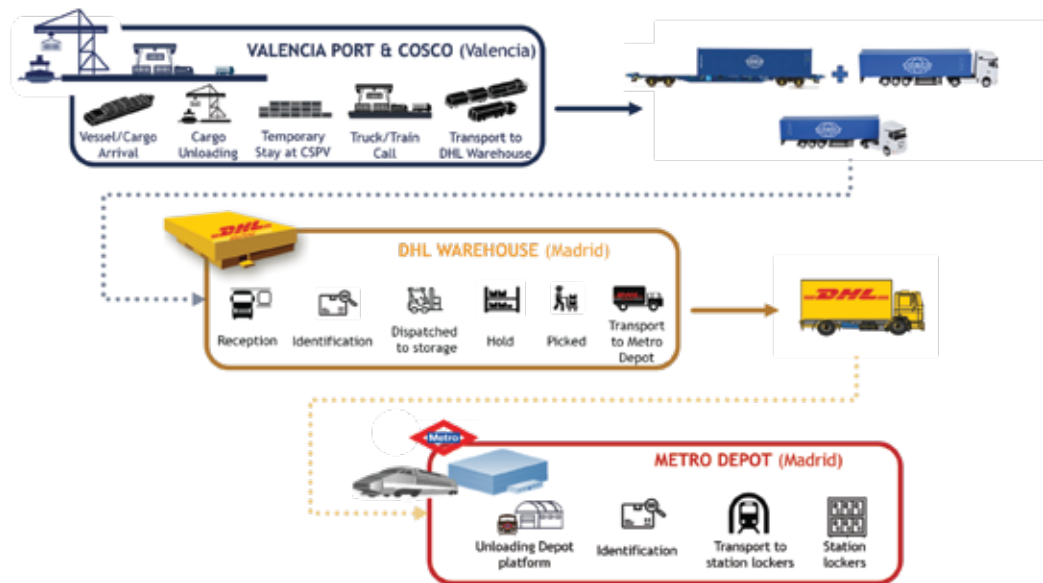 VALENCIA PORT & COSCO (Valencia)
Vessel/Cargo
Arrival
Cargo
Unloading
Temporary
Stay at CSPV
Truck/Train
Call
Transport to
DHL Warehouse
DHL
DHL WAREHOUSE (Madrid)
Reception
Identification
Dispatched
to storage
Hold
Picked
DHL
Transport
to Metro
Depot
DHL
Metro
METRO DEPOT (Madrid)
Unloading Depot
platform
Identification
Transport to
station lockers
Station
lockers